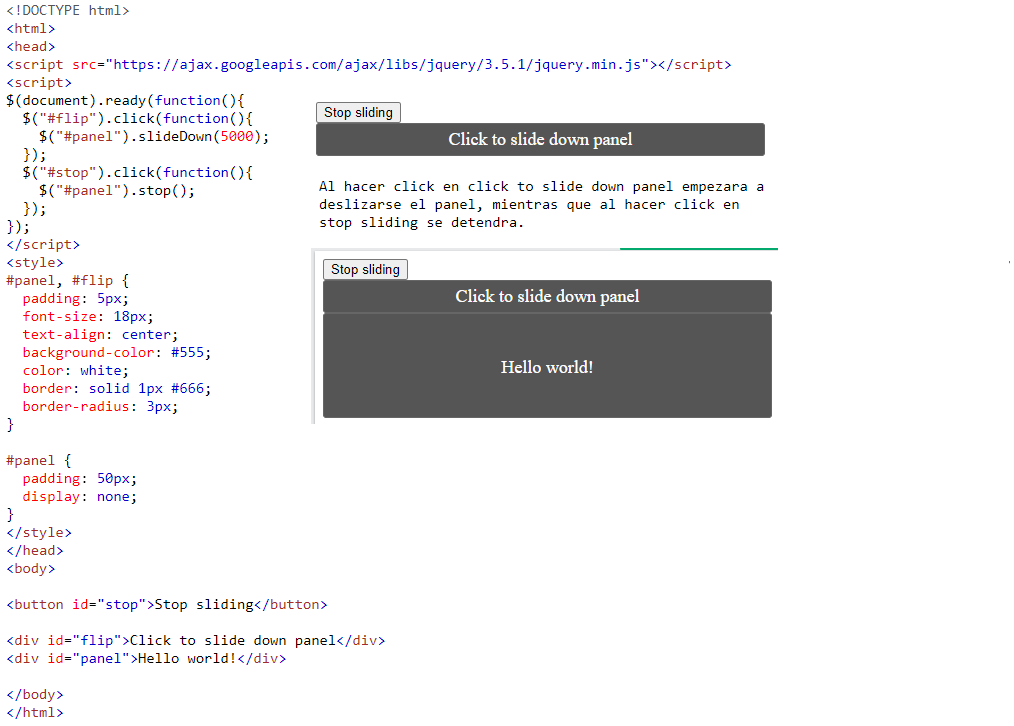 <!DOCTYPE html>
<html>
<head>
<script src="https://ajax.googleapis.com/ajax/libs/jquery/3.5.1/jquery.min.js"></script>
<script>
$(document).ready(function(){
  $("#flip").click(function(){
    $("#panel").slideDown(5000);
  });
  $("#stop").click(function(){
    $("#panel").stop();
  });
});
</script>
<style>
#panel, #flip {
  padding: 5px;
  font-size: 18px;
  text-align: center;
  background-color: #555;
  color: white;
  border: solid 1px #666;
  border-radius: 3px;
}

#panel {
  padding: 50px;
  display: none;
}
</style>
</head>
<body>

<button id="stop">Stop sliding</button>

<div id="flip">Click to slide down panel</div>
<div id="panel">Hello world!</div>

</body>
</html>
Stop sliding
Click to slide down panel
Al hacer click en click to slide down panel empezara a
deslizarse el panel, mientras que al hacer click en
stop sliding se detendra.
Stop sliding
Click to slide down panel
Hello world!